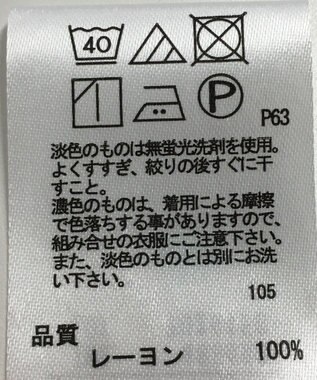 40
P
P63
淡色のものは無蛍光洗剤を使用。
よくすすぎ、絞りの後すぐに干
すこと。
濃色のものは、着用による摩擦
で色落ちする事がありますので、
組み合せの衣服にご注意下さい。
また、淡色のものとは別にお洗
い下さい。
105
品質
レーヨン 100%